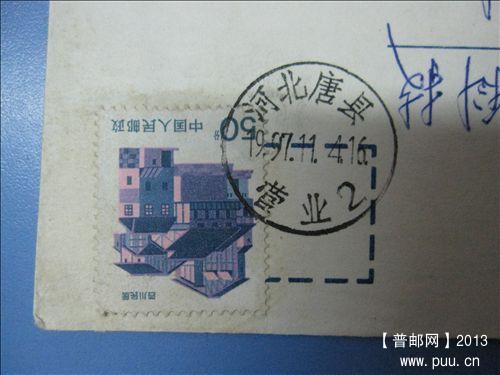 河北唐县
1997.11.4.16
营业2
50分
中国人民邮政
四川民居
【普邮网】2013
www.puu.cn